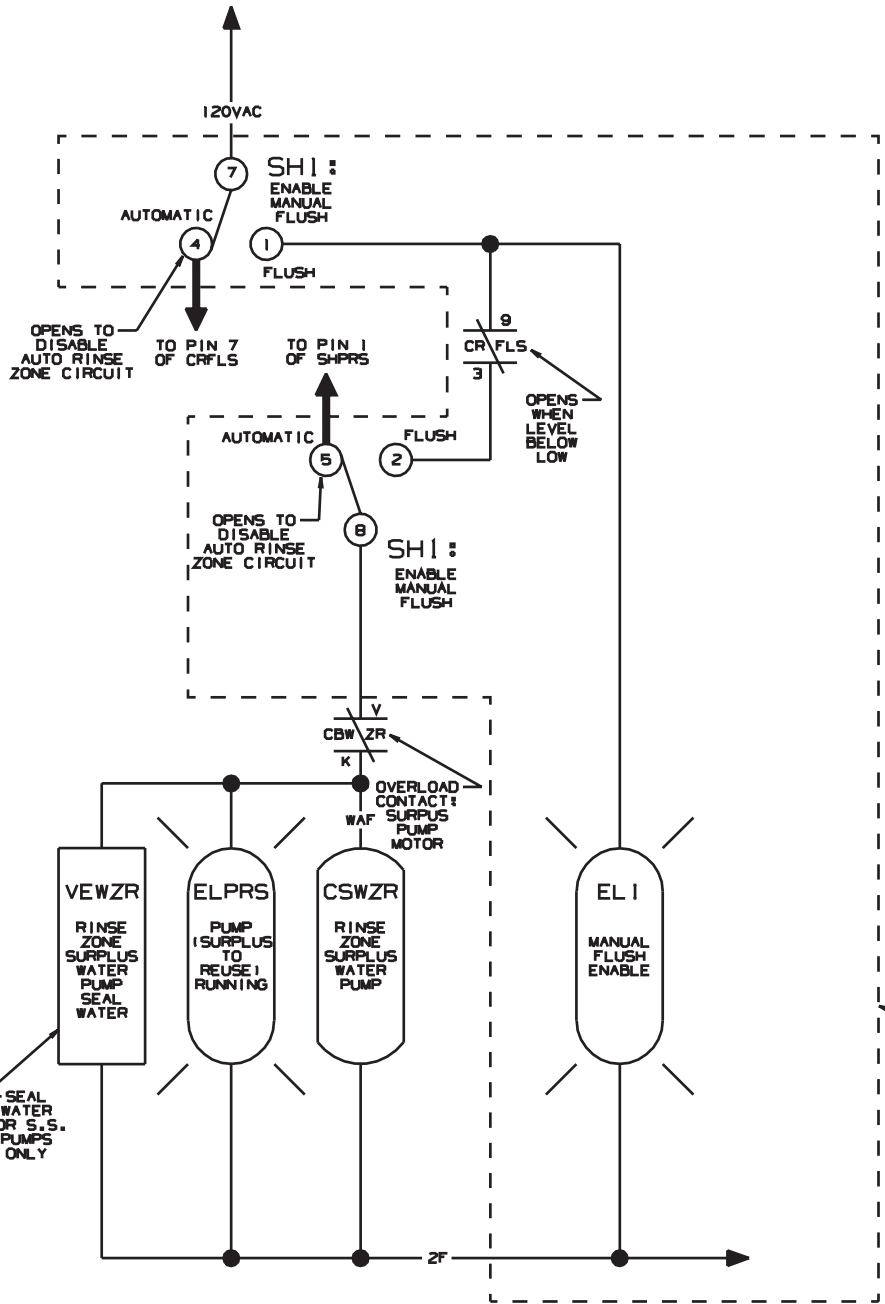 120VAC
7
SH1:
ENABLE
MANUAL
FLUSH
AUTOMATIC
4
1
FLUSH
OPENS TO
DISABLE
AUTO RINSE
ZONE CIRCUIT
TO PIN 7
OF CRFLS
TO PIN 1
OF SHPRS
9
CR FLS
3
OPENS
WHEN
LEVEL
BELOW
LOW
AUTOMATIC
FLUSH
5
2
OPENS TO
DISABLE
AUTO RINSE
ZONE CIRCUIT
8
SH1:
ENABLE
MANUAL
FLUSH
V
CBW ZR
K
OVERLOAD
CONTACT:
SURPUS
PUMP
MOTOR
WAF
VEWZR
RINSE
ZONE
SURPLUS
WATER
PUMP
SEAL
WATER
ELPRS
PUMP
(SURPLUS
TO
REUSE)
RUNNING
CSWZR
RINSE
ZONE
SURPLUS
WATER
PUMP
EL1
MANUAL
FLUSH
ENABLE
SEAL
WATER
OR S.S.
PUMPS
ONLY
2F